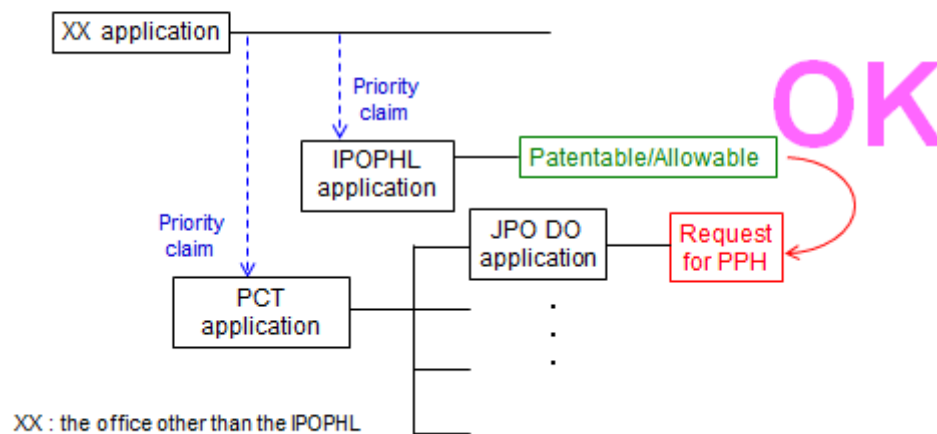 XX application
OK
Priority
claim
IPOPHL
application
Patentable/Allowable
Priority
claim
JPO DO
application
Request
for PPH
PCT
application
XX : the office other than the IPOPHL